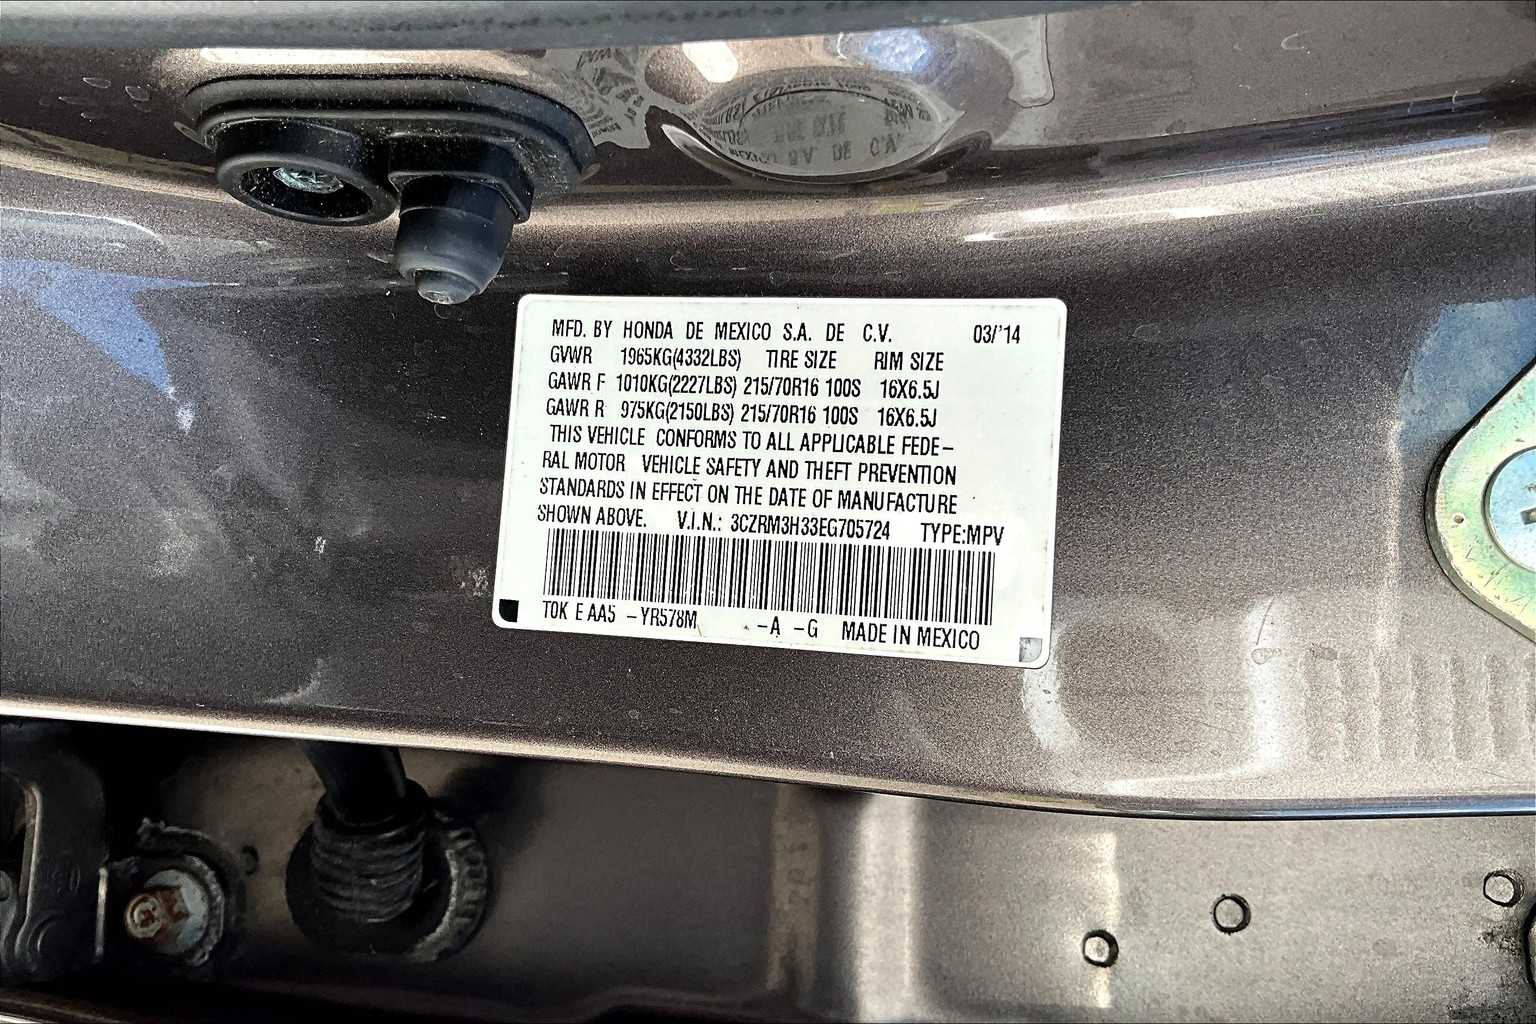 MFD. BY HONDA DE MEXICO S.A. DE C.V. 03/'14
GVWR 1965KG(4332LBS) TIRE SIZE RIM SIZE
GAWR F 1010KG(2227LBS) 215/70R16 100S 16X6.5J
GAWR R 975KG(2150LBS) 215/70R16 100S 16X6.5J
THIS VEHICLE CONFORMS TO ALL APPLICABLE FEDE-
RAL MOTOR VEHICLE SAFETY AND THEFT PREVENTION
STANDARDS IN EFFECT ON THE DATE OF MANUFACTURE
SHOWN ABOVE. V.I.N.: 3CZRM3H33EG705724 TYPE:MPV
T0K E AA5 -YR578M -A -G MADE IN MEXICO